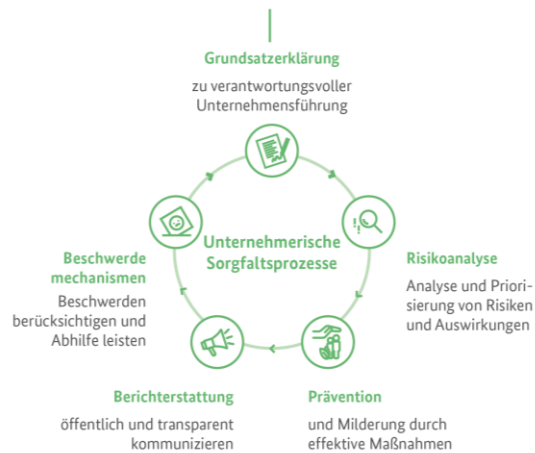 Grundsatzerklärung
zu verantwortungsvoller
Unternehmensführung
Unternehmerische
Sorgfaltsprozesse
Risikoanalyse
Analyse und Priori-
sierung von Risiken
und Auswirkungen
Prävention
und Milderung durch
effektive Maßnahmen
Berichterstattung
öffentlich und transparent
kommunizieren
Beschwerde
mechanismen
Beschwerden
berücksichtigen und
Abhilfe leisten